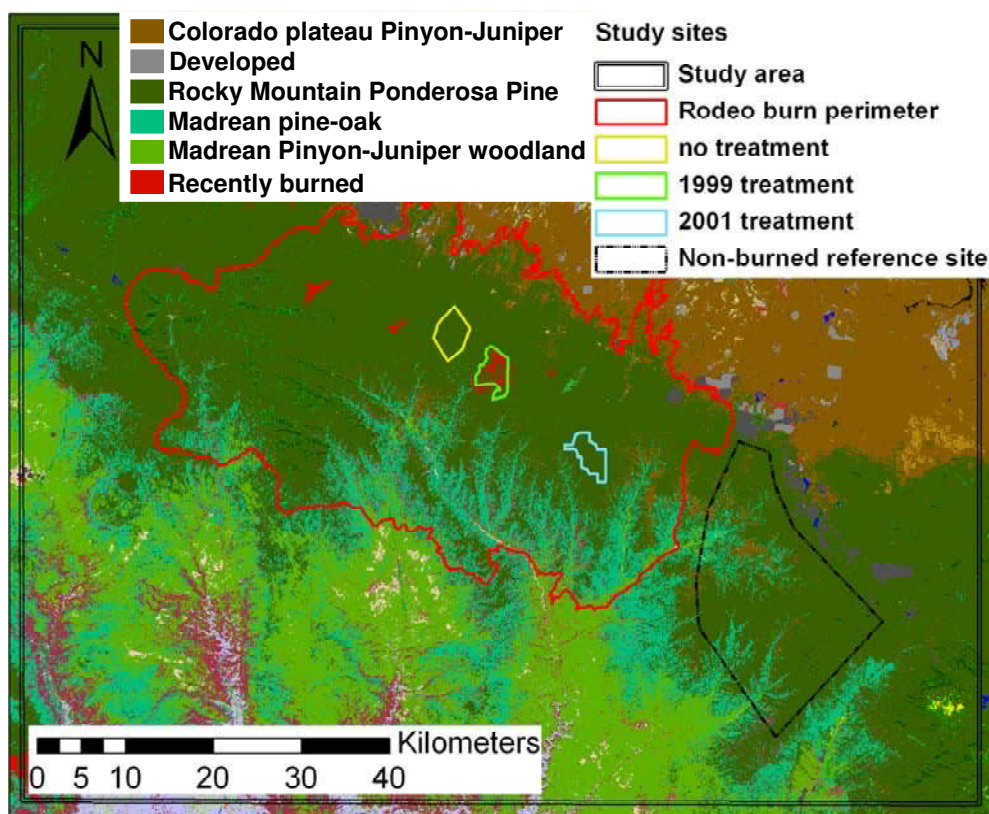 N
Colorado plateau Pinyon-Juniper
Developed
Rocky Mountain Ponderosa Pine
Madrean pine-oak
Madrean Pinyon-Juniper woodland
Recently burned
Study sites
Study area
Rodeo burn perimeter
no treatment
1999 treatment
2001 treatment
Non-burned reference site
Kilometers
0 5 10 20 30 40